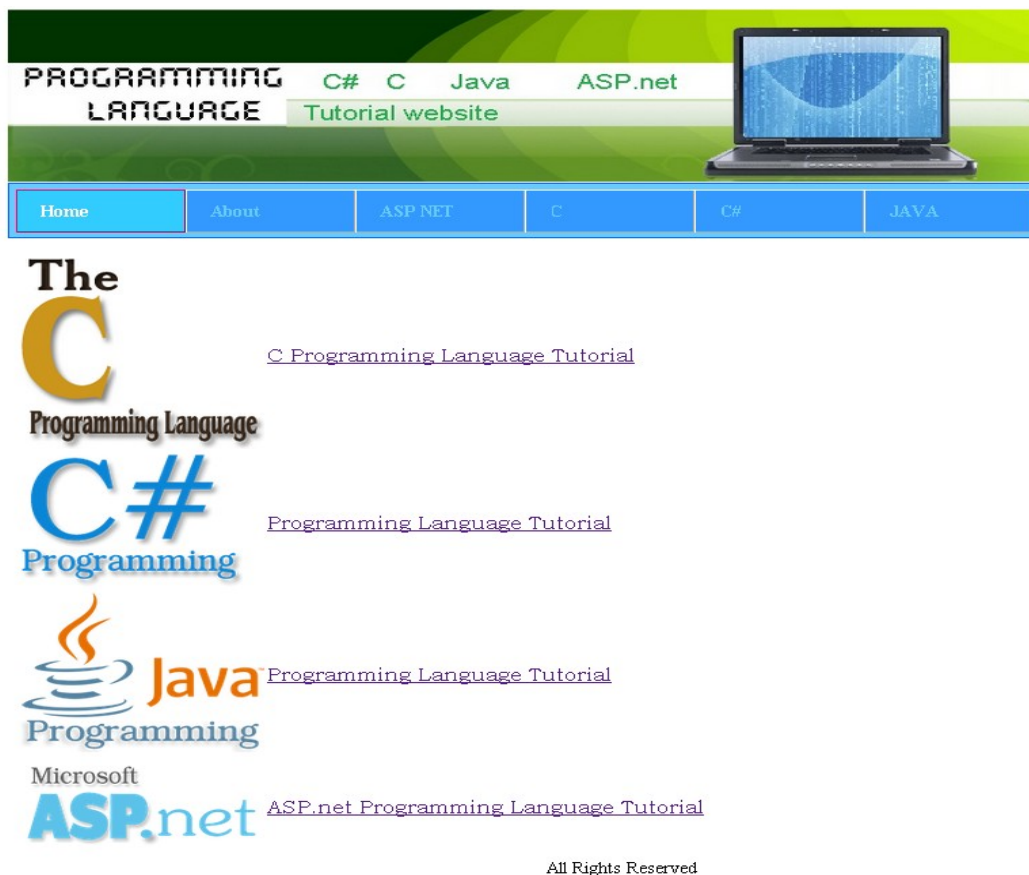 PROGRAMMING C# C Java ASP.net
LANGUAGE Tutorial website
Home About ASP NET C C# JAVA
The
C
Programming Language
C Programming Language Tutorial
C#
Programming
Programming Language Tutorial
Java™
Programming
Programming Language Tutorial
Microsoft
ASP.net
ASP.net Programming Language Tutorial
All Rights Reserved